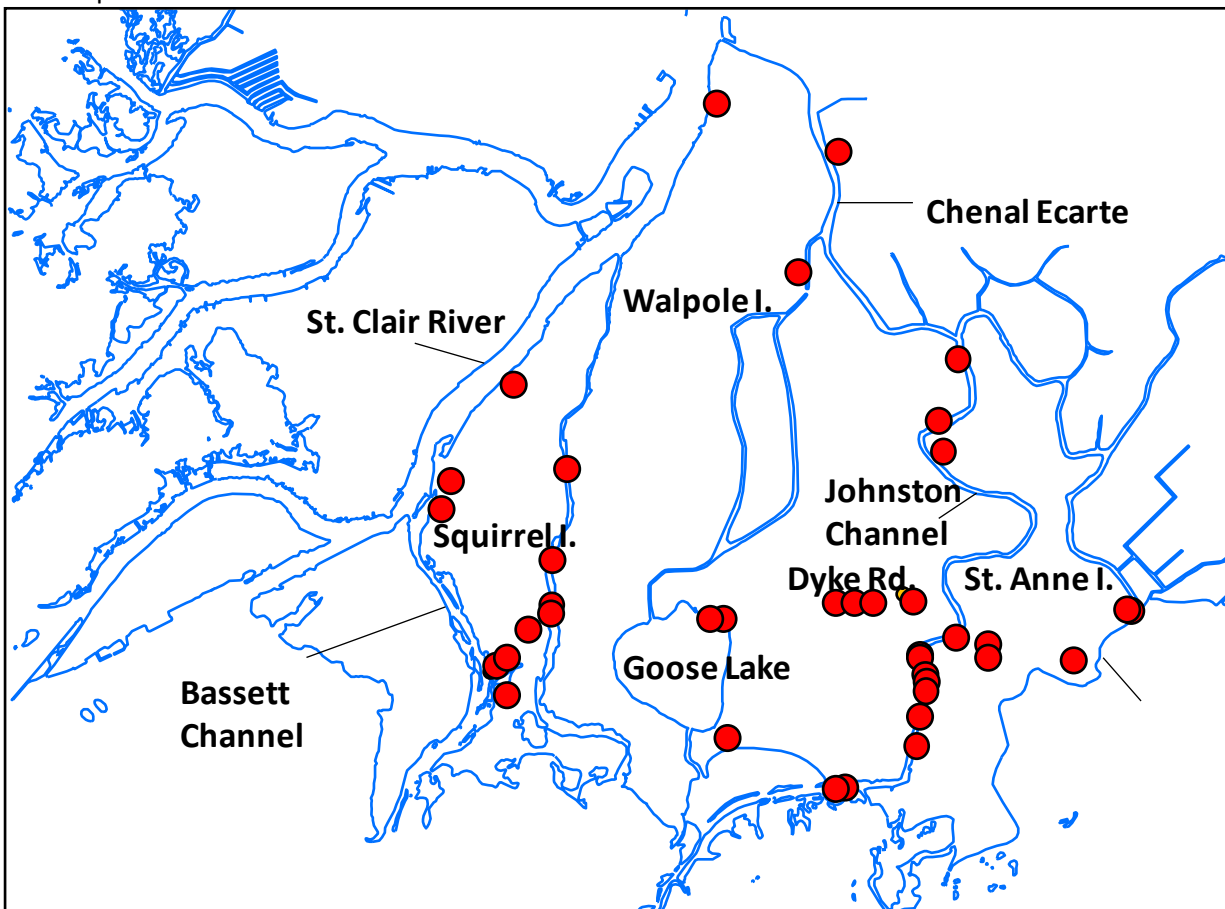 Chenal Ecarte
Walpole I.
St. Clair River
Johnston
Channel
Squirrel I.
Dyke Rd.
St. Anne I.
Goose Lake
Bassett
Channel